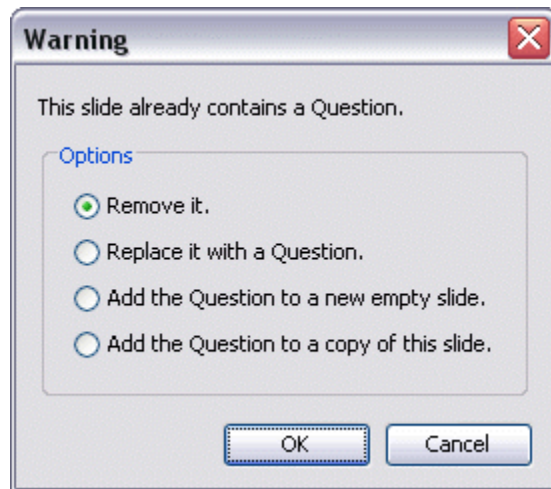 Warning
This slide already contains a Question.
Options
Remove it.
Replace it with a Question.
Add the Question to a new empty slide.
Add the Question to a copy of this slide.
OK
Cancel